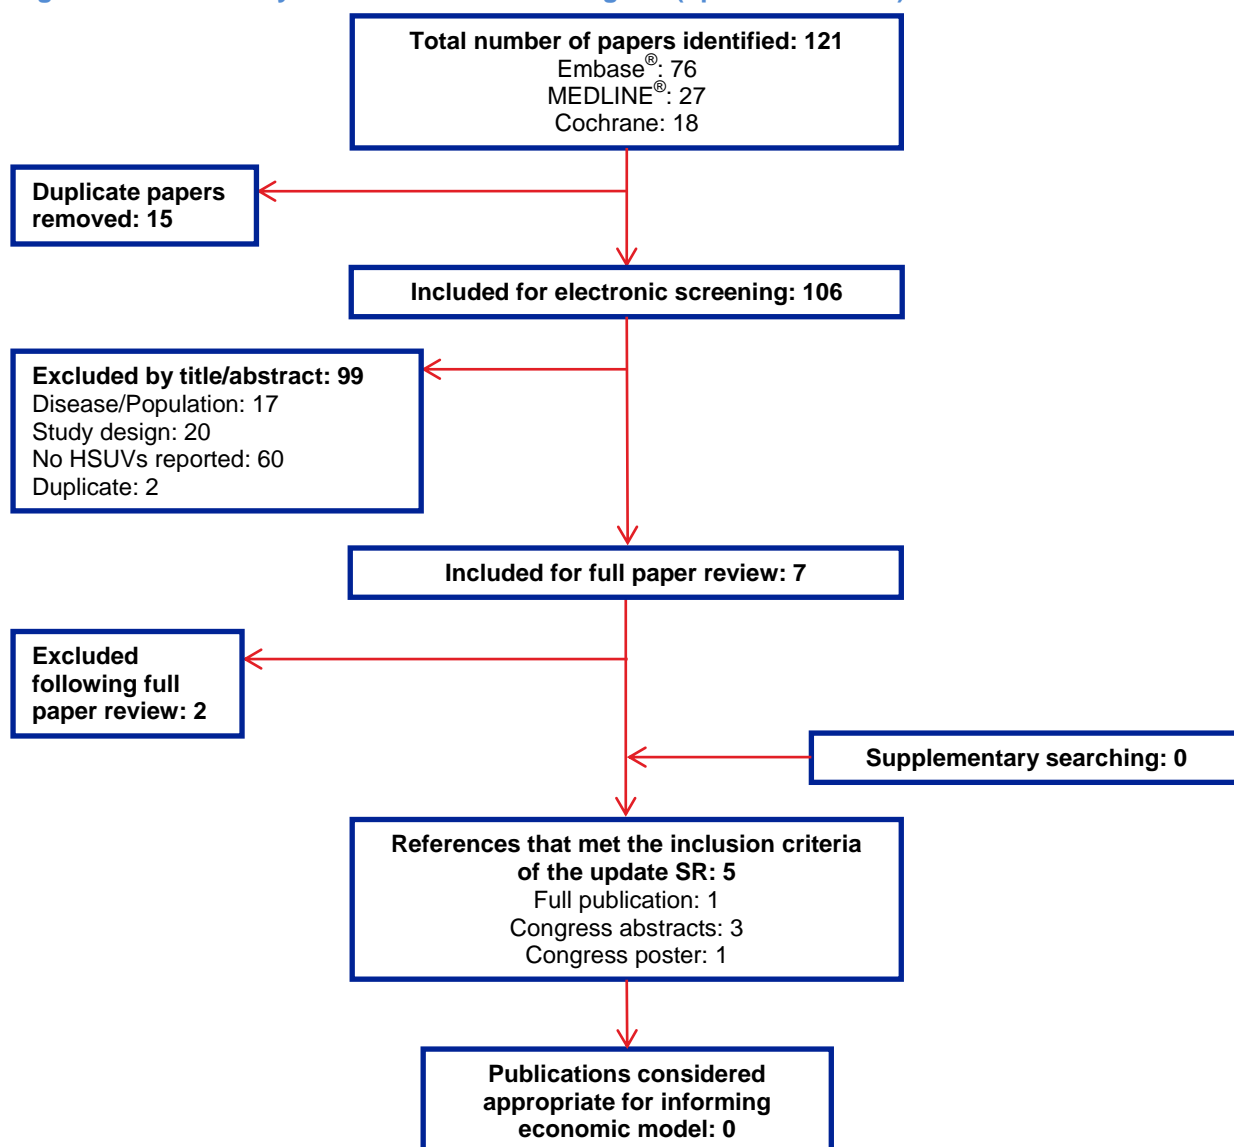 Total number of papers identified: 121
Embase®: 76
MEDLINE®: 27
Cochrane: 18
Duplicate papers
removed: 15
Included for electronic screening: 106
Excluded by title/abstract: 99
Disease/Population: 17
Study design: 20
No HSUVs reported: 60
Duplicate: 2
Included for full paper review: 7
Excluded
following full
paper review: 2
Supplementary searching: 0
References that met the inclusion criteria
of the update SR: 5
Full publication: 1
Congress abstracts: 3
Congress poster: 1
Publications considered
appropriate for informing
economic model: 0